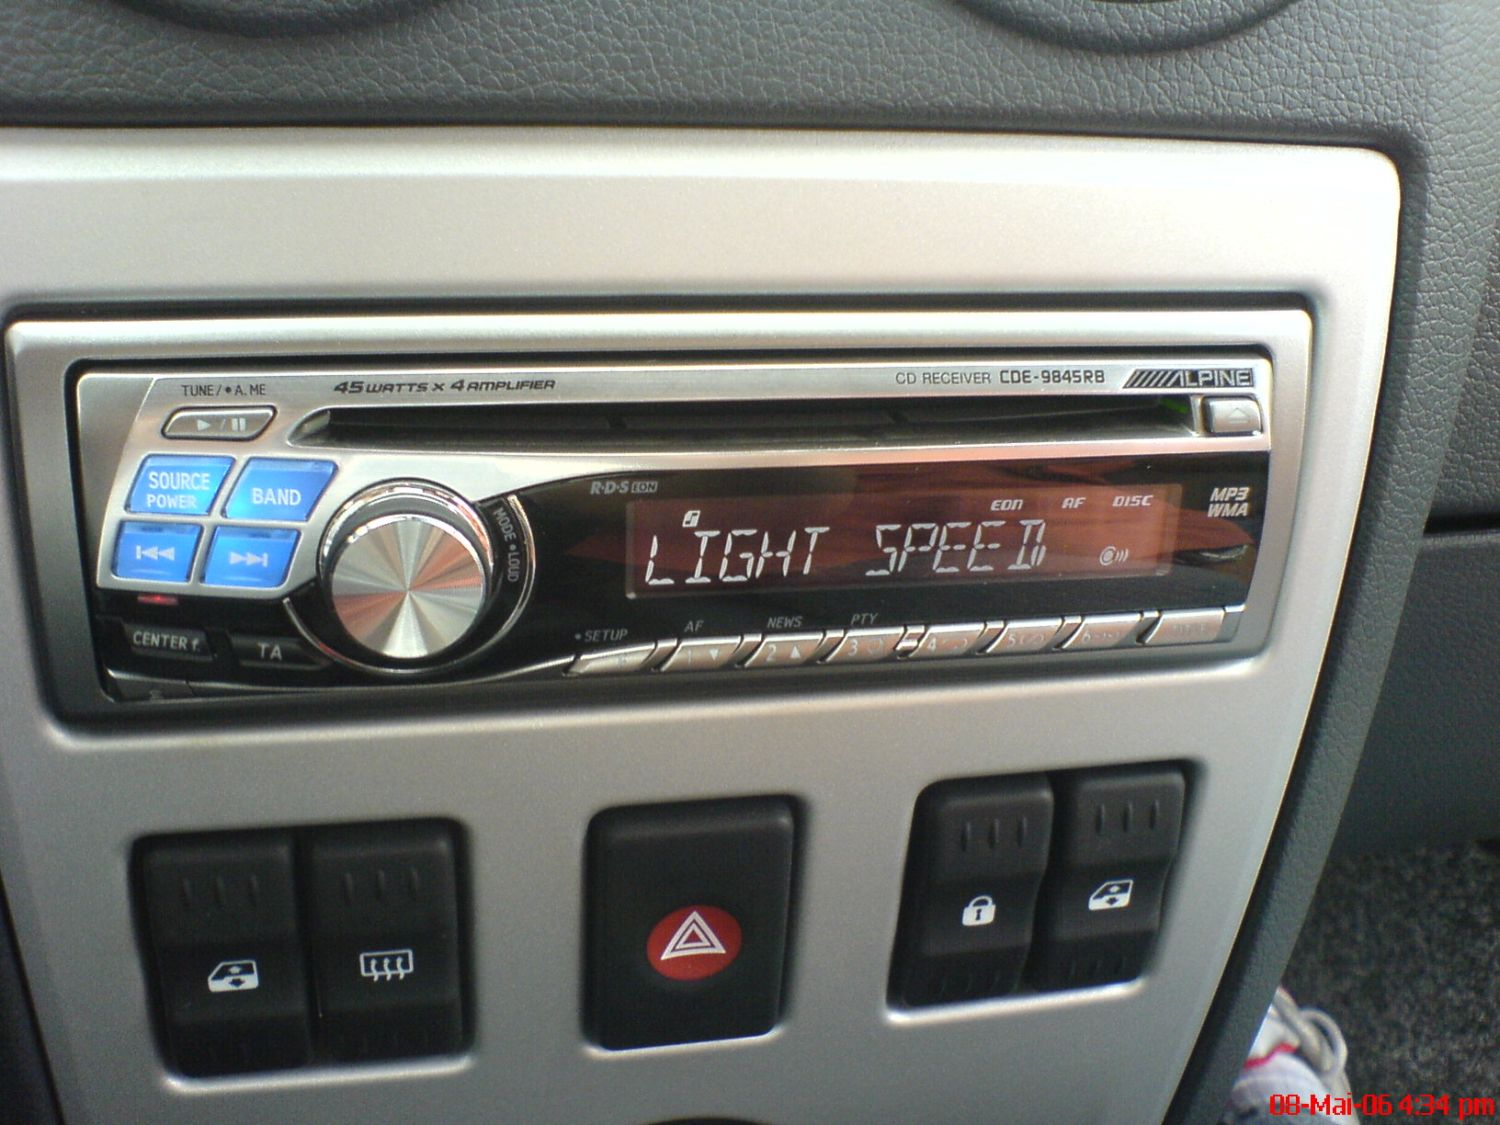 TUNE/•A.ME
45WATTS x 4 AMPLIFIER
CD RECEIVER CDE-9845RB ALPINE
SOURCE
POWER
BAND
R·D·S EON
MODE •LOUD
EON AF DISC
MP3
WMA
LIGHT SPEED
CENTER f.
TA
•SETUP
AF
NEWS
PTY
1
2
3
4
5
6
08-Mai-06 4:34 pm